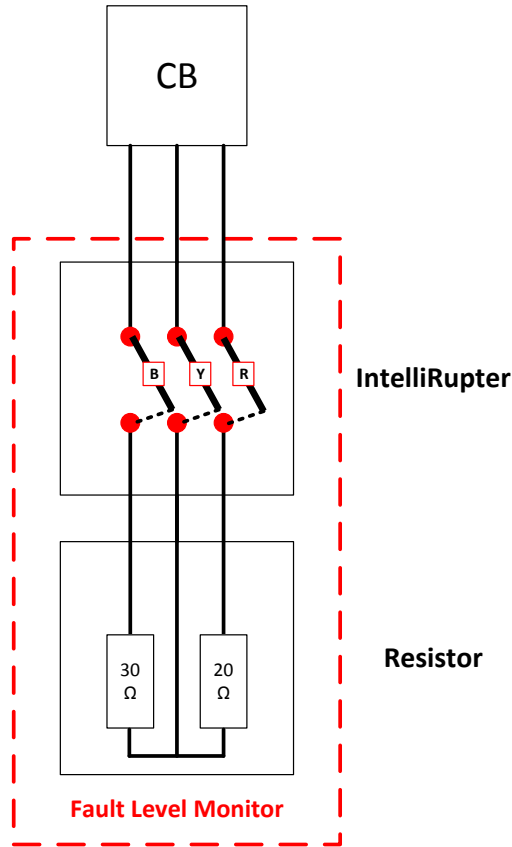 CB
B
Y
R
IntelliRupter
30
Ω
20
Ω
Resistor
Fault Level Monitor